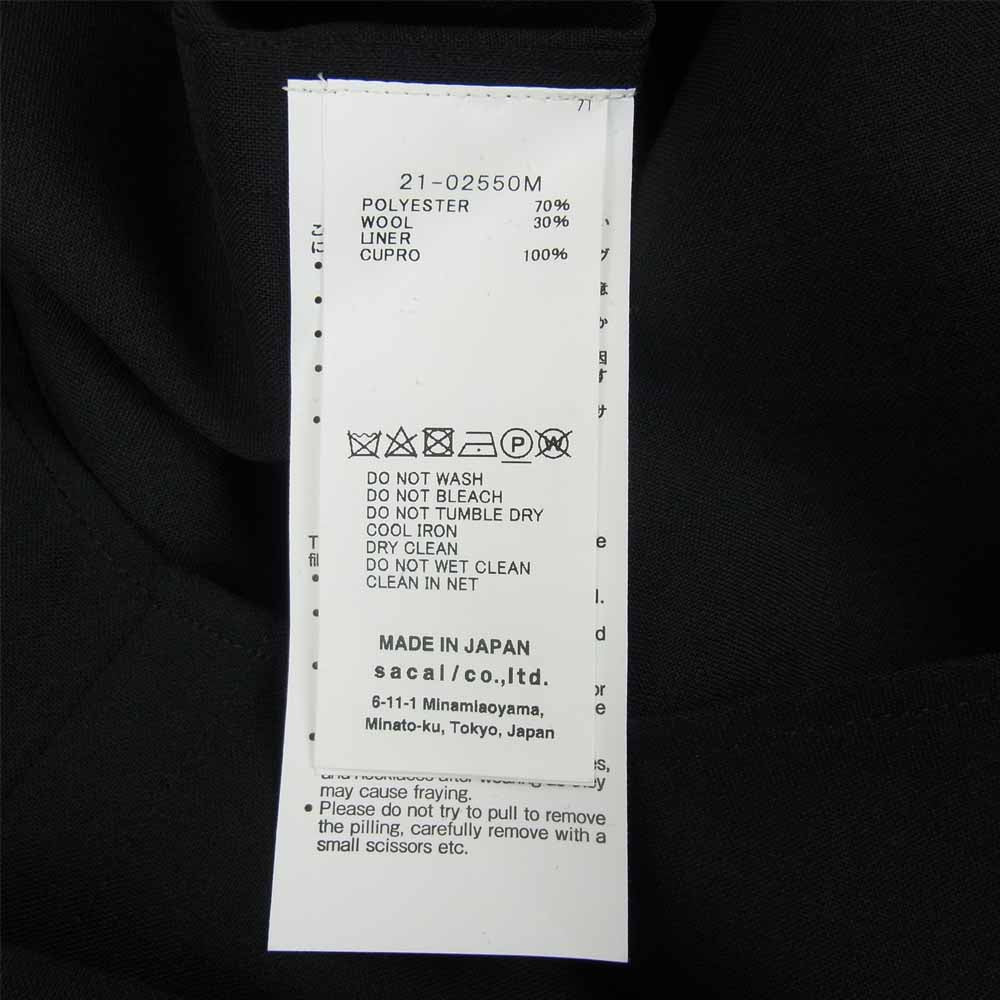 71
21-02550M
POLYESTER 70%
WOOL 30%
LINER
CUPRO 100%
P
W
DO NOT WASH
DO NOT BLEACH
DO NOT TUMBLE DRY
COOL IRON
DRY CLEAN
DO NOT WET CLEAN
CLEAN IN NET
MADE IN JAPAN
sacai/co.,ltd.
6-11-1 Minamiaoyama,
Minato-ku, Tokyo, Japan
may cause fraying.
• Please do not try to pull to remove
the pilling, carefully remove with a
small scissors etc.